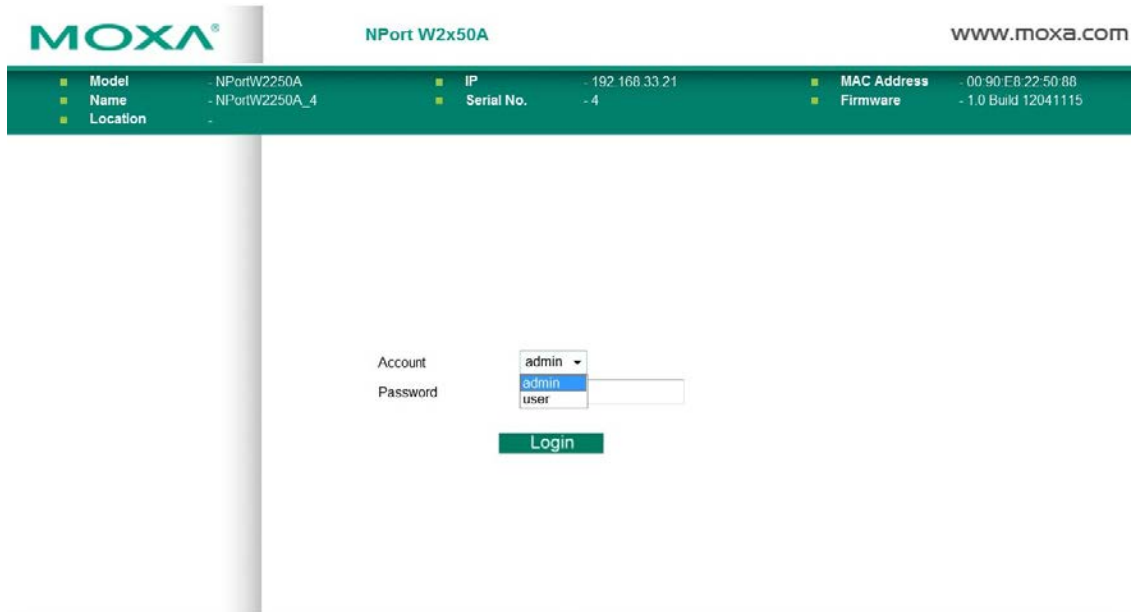 MOXA®
NPort W2x50A
www.moxa.com
Model - NPortW2250A
IP - 192.168.33.21
MAC Address - 00:90:E8:22:50:88
Name - NPortW2250A_4
Serial No. - 4
Firmware - 1.0 Build 12041115
Location -
Account admin
admin
Password
user
Login